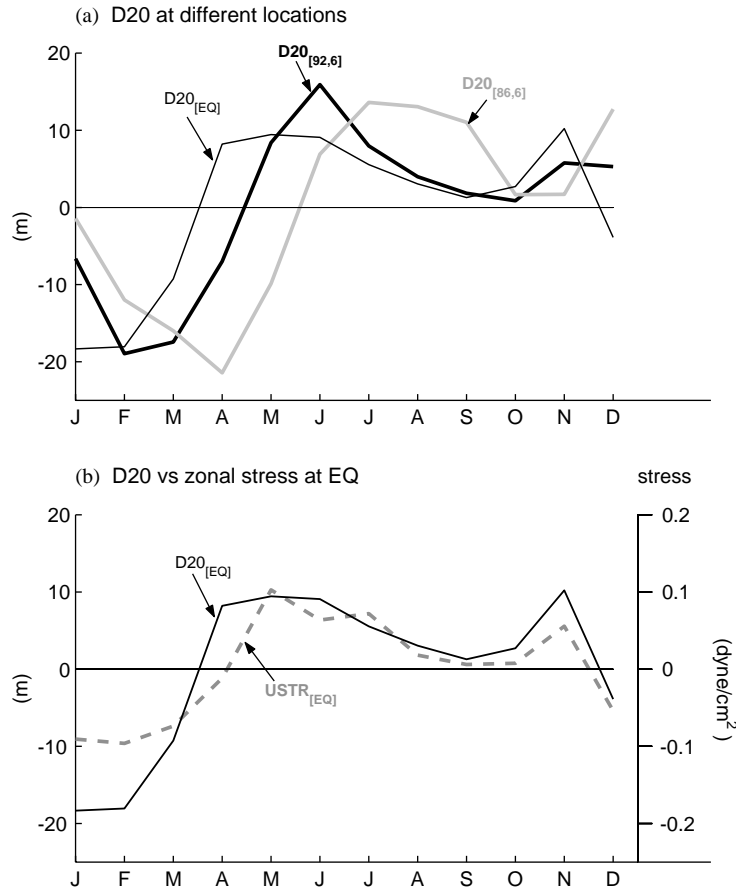 (a) D20 at different locations
20
10
0
-10
-20
(m)
D20[EQ]
D20[92,6]
D20[86,6]
J F M A M J J A S O N D
(b) D20 vs zonal stress at EQ
stress
20
10
0
-10
-20
(m)
D20[EQ]
USTR[EQ]
0.2
0.1
0
-0.1
-0.2
(dyne/cm²)
J F M A M J J A S O N D